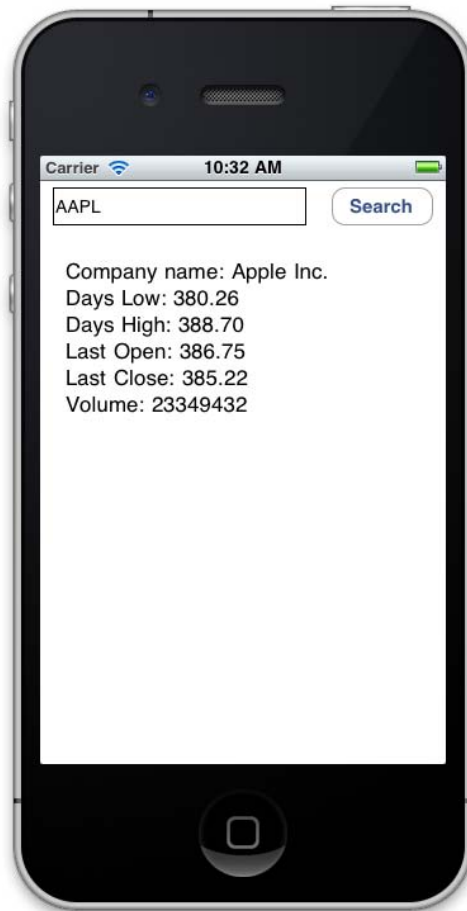 Carrier 10:32 AM
AAPL Search
Company name: Apple Inc.
Days Low: 380.26
Days High: 388.70
Last Open: 386.75
Last Close: 385.22
Volume: 23349432